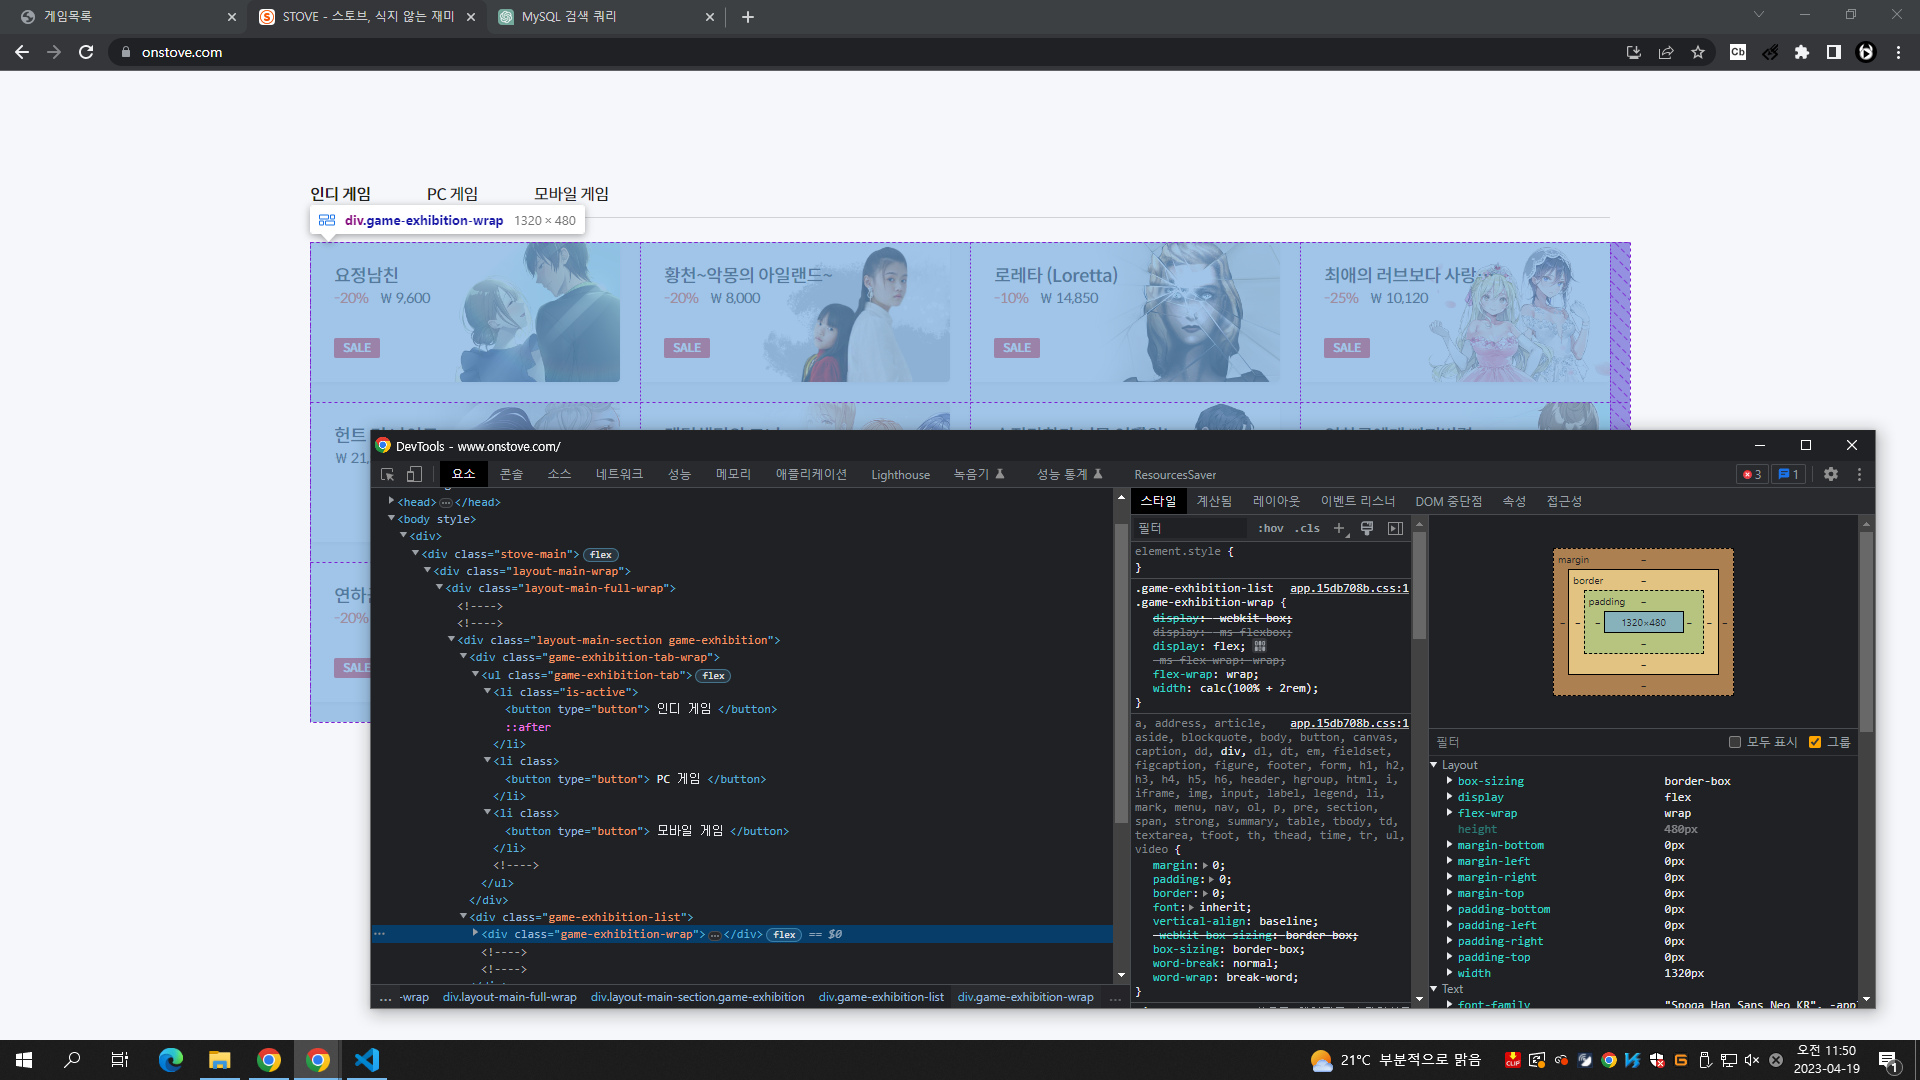 게임목록
STOVE - 스토브, 식지 않는 재미
MySQL 검색 쿼리
onstove.com
인디 게임
PC 게임
모바일 게임
div.game-exhibition-wrap 1320 × 480
요정남친
-20% ₩ 9,600
SALE
황천~악몽의 아일랜드~
-20% ₩ 8,000
SALE
로레타 (Loretta)
-10% ₩ 14,850
SALE
최애의 러브보다 사랑
-25% ₩ 10,120
SALE
헌트
₩ 21,
연하
-20%
SALE
DevTools - www.onstove.com/
요소 콘솔 소스 네트워크 성능 메모리 애플리케이션 Lighthouse 녹음기 성능 통계 ResourcesSaver
3 1
<head>…</head>
<body style>
<div>
<div class="stove-main"> flex
<div class="layout-main-wrap">
<div class="layout-main-full-wrap">
<!---->
<!---->
<div class="layout-main-section game-exhibition">
<div class="game-exhibition-tab-wrap">
<ul class="game-exhibition-tab"> flex
<li class="is-active">
<button type="button"> 인디 게임 </button>
::after
</li>
<li class>
<button type="button"> PC 게임 </button>
</li>
<li class>
<button type="button"> 모바일 게임 </button>
</li>
<!---->
</ul>
</div>
<div class="game-exhibition-list">
<div class="game-exhibition-wrap">…</div> flex == $0
<!---->
<!---->
… -wrap div.layout-main-full-wrap div.layout-main-section.game-exhibition div.game-exhibition-list div.game-exhibition-wrap …
스타일 계산됨 레이아웃 이벤트 리스너 DOM 중단점 속성 접근성
필터 :hov .cls
element.style {
}
.game-exhibition-list app.15db708b.css:1
.game-exhibition-wrap {
display: -webkit-box;
display: -ms-flexbox;
display: flex;
-ms-flex-wrap: wrap;
flex-wrap: wrap;
width: calc(100% + 2rem);
}
a, address, article, app.15db708b.css:1
aside, blockquote, body, button, canvas,
caption, dd, div, dl, dt, em, fieldset,
figcaption, figure, footer, form, h1, h2,
h3, h4, h5, h6, header, hgroup, html, i,
iframe, img, input, label, legend, li,
mark, menu, nav, ol, p, pre, section,
span, strong, summary, table, tbody, td,
textarea, tfoot, th, thead, time, tr, ul,
video {
margin: 0;
padding: 0;
border: 0;
font: inherit;
vertical-align: baseline;
-webkit-box-sizing: border-box;
box-sizing: border-box;
word-break: normal;
word-wrap: break-word;
}
margin –
border –
padding –
– – – 1320×480 – – –
–
–
–
필터 모두 표시 그룹
Layout
box-sizing border-box
display flex
flex-wrap wrap
height 480px
margin-bottom 0px
margin-left 0px
margin-right 0px
margin-top 0px
padding-bottom 0px
padding-left 0px
padding-right 0px
padding-top 0px
width 1320px
Text
font-family "Spoqa Han Sans Neo KR", -appl
21°C 부분적으로 맑음
오전 11:50
2023-04-19
1